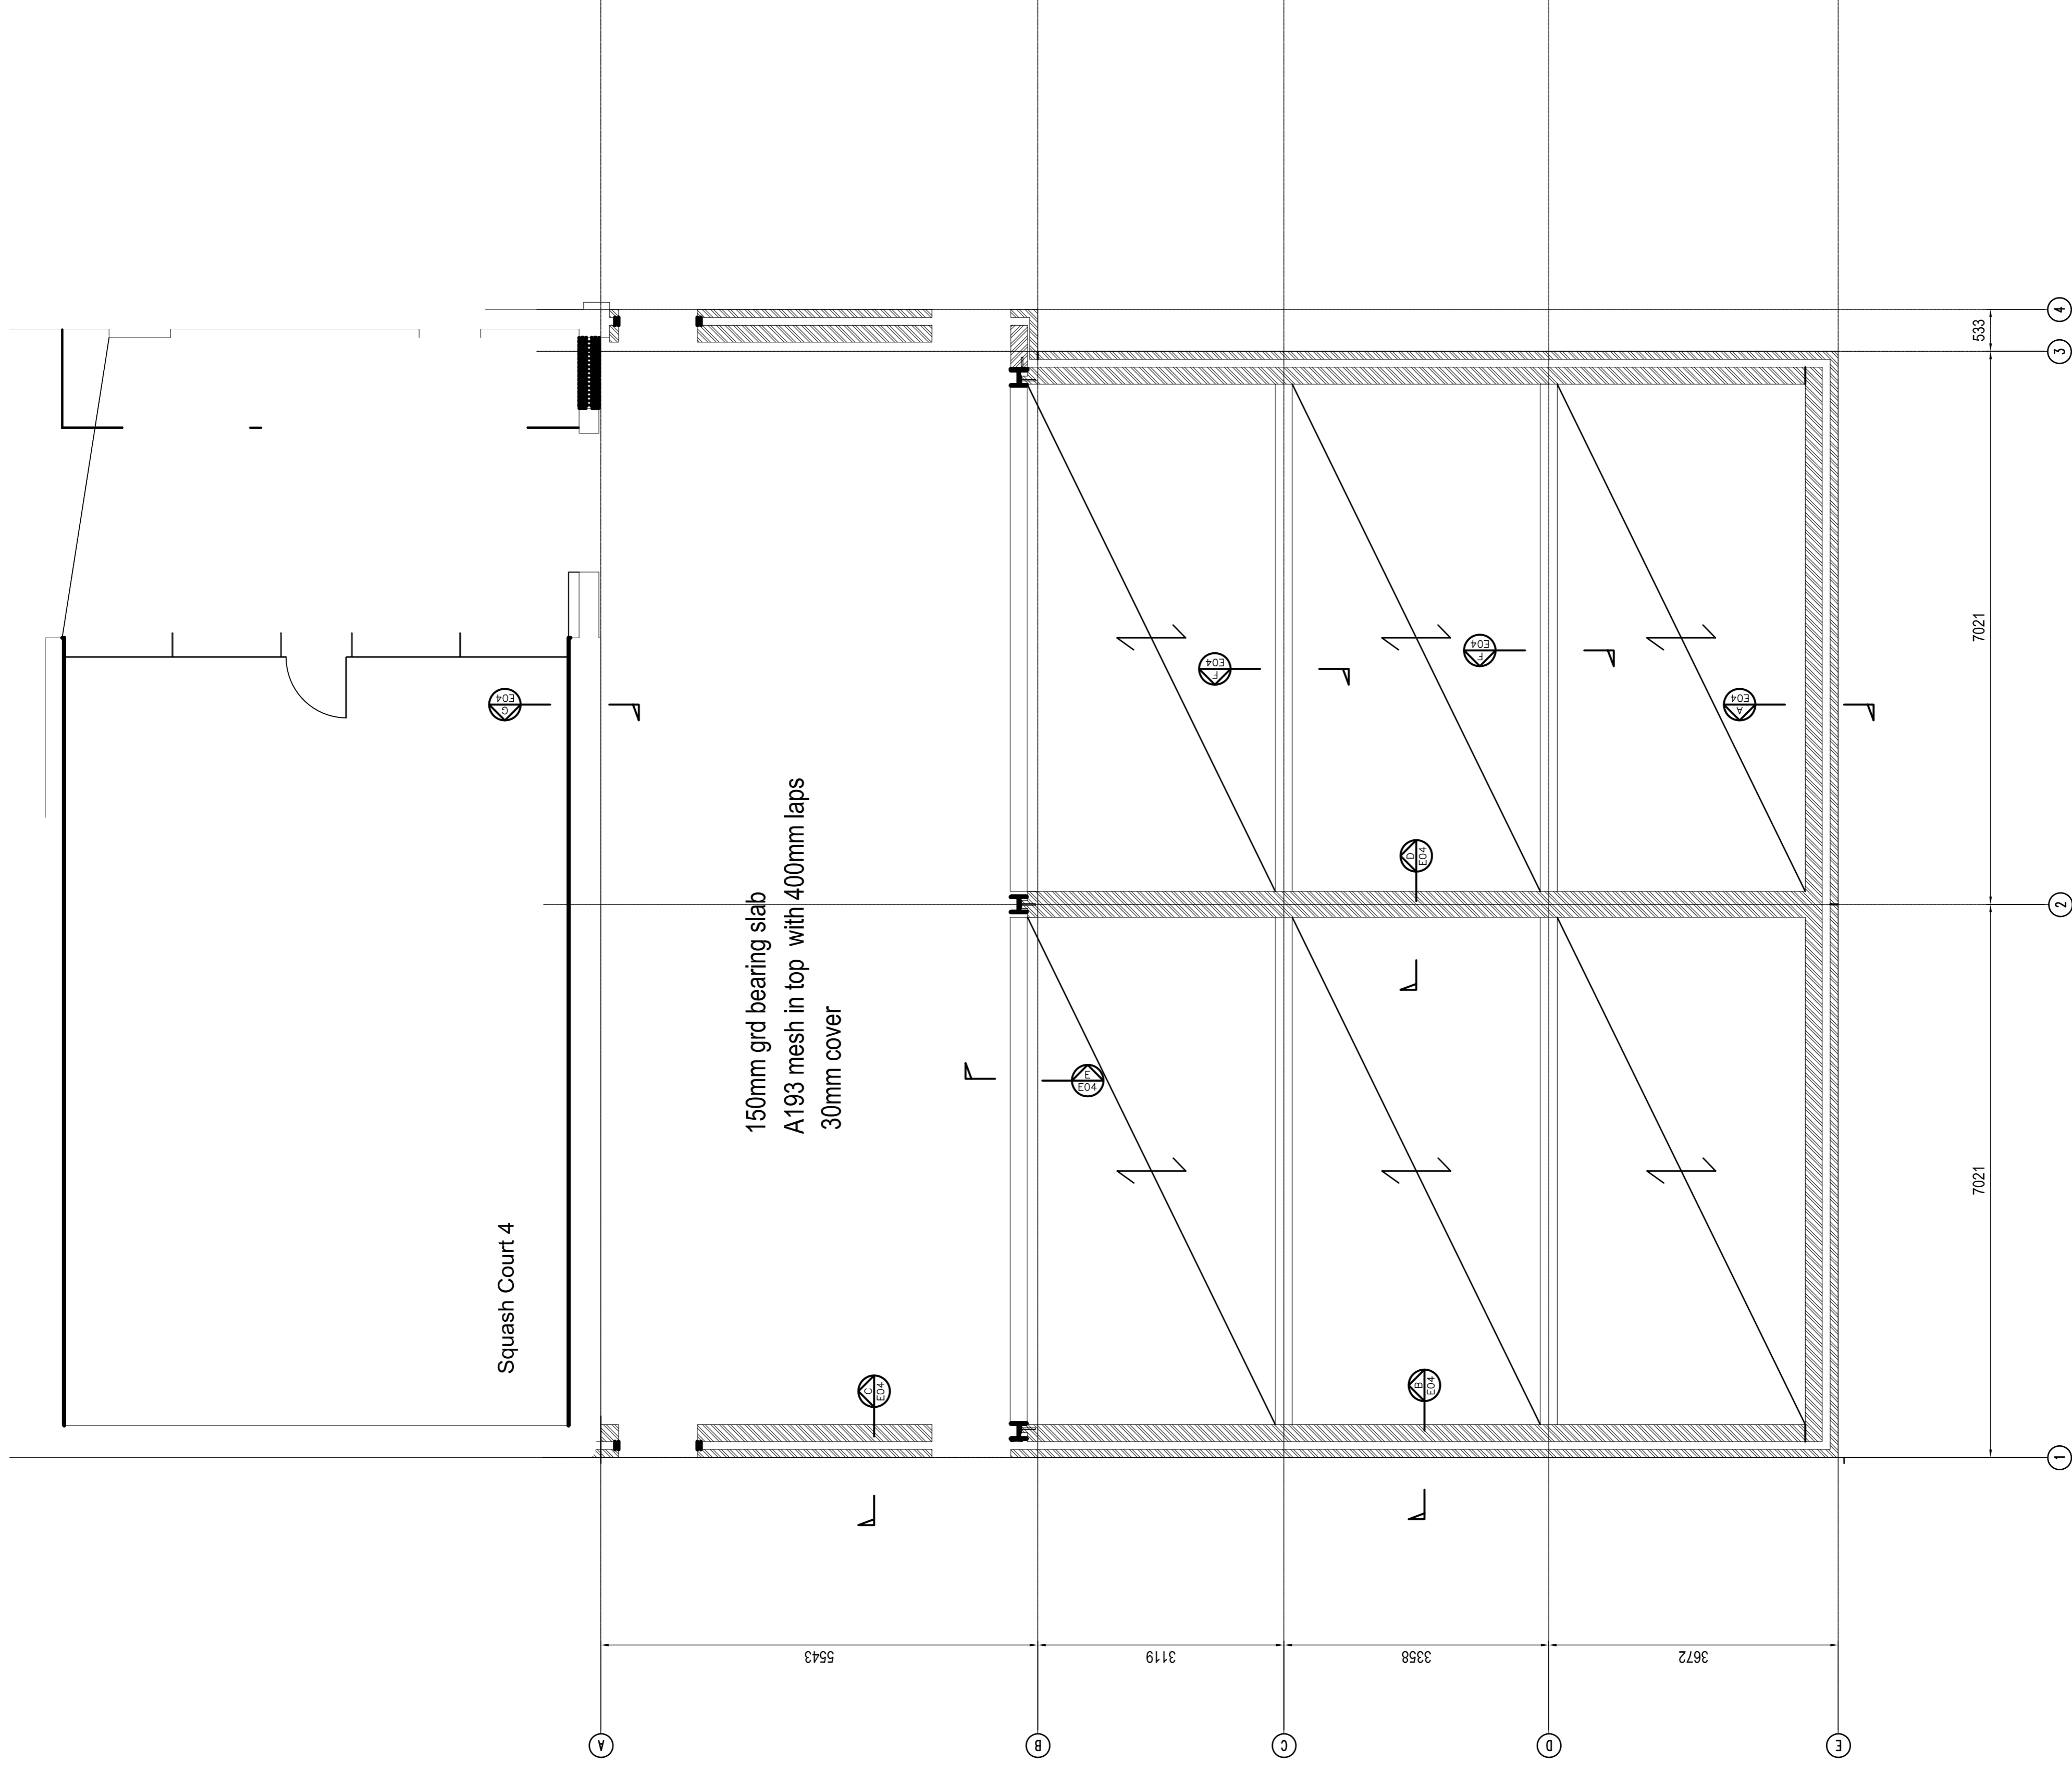 Squash Court 4
150mm grd bearing slab
A193 mesh in top with 400mm laps
30mm cover
G
E04
F
E04
F
E04
A
E04
D
E04
E
E04
C
E04
B
E04
533
7021
7021
4
3
2
1
5543
3119
3358
3672
A
B
C
D
E